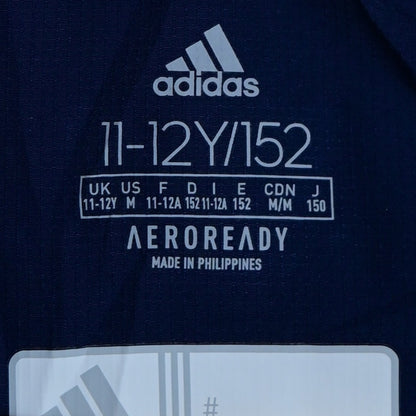 adidas
11-12Y/152
UK US F D I E CDN J
11-12Y M 11-12A 152 11-12A 152 M/M 150
AEROREADY
MADE IN PHILIPPINES
#